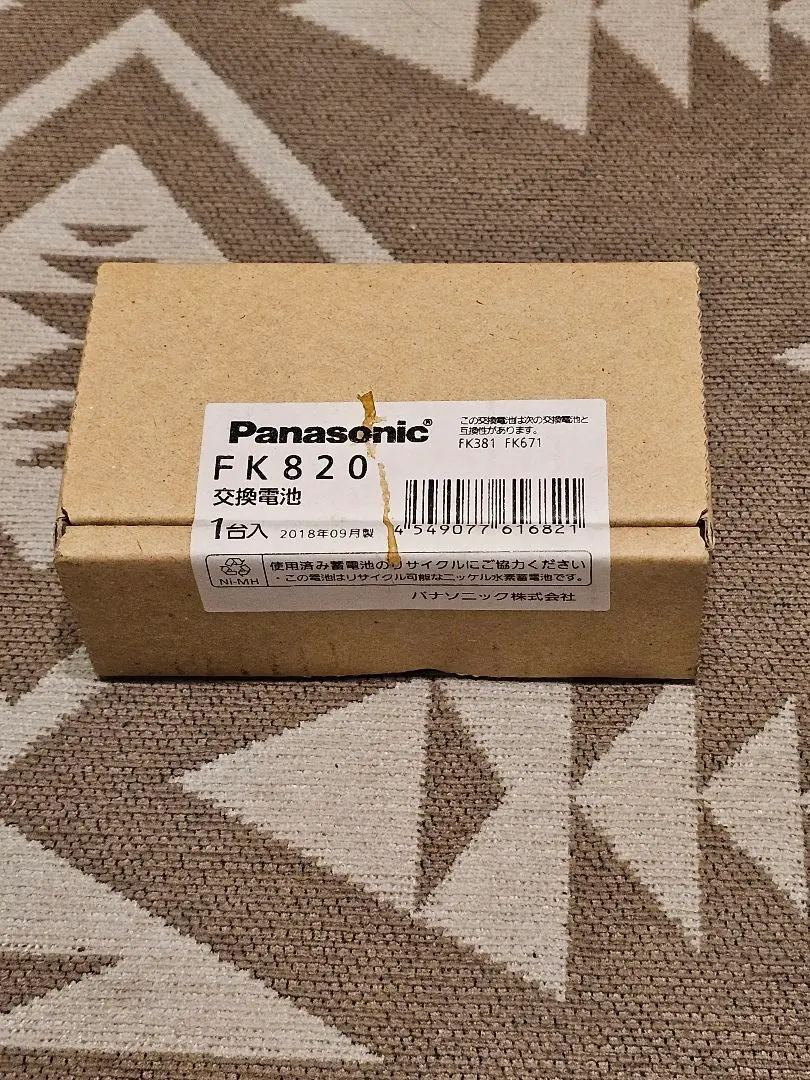 Panasonic®
この交換電池は次の交換電池と
互換性があります。
FK381 FK671
FK820
交換電池
1台入 2018年09月製
4 549077 616821
Ni-MH
使用済み蓄電池のリサイクルにご協力ください
・この電池はリサイクル可能なニッケル水素蓄電池です。
パナソニック株式会社